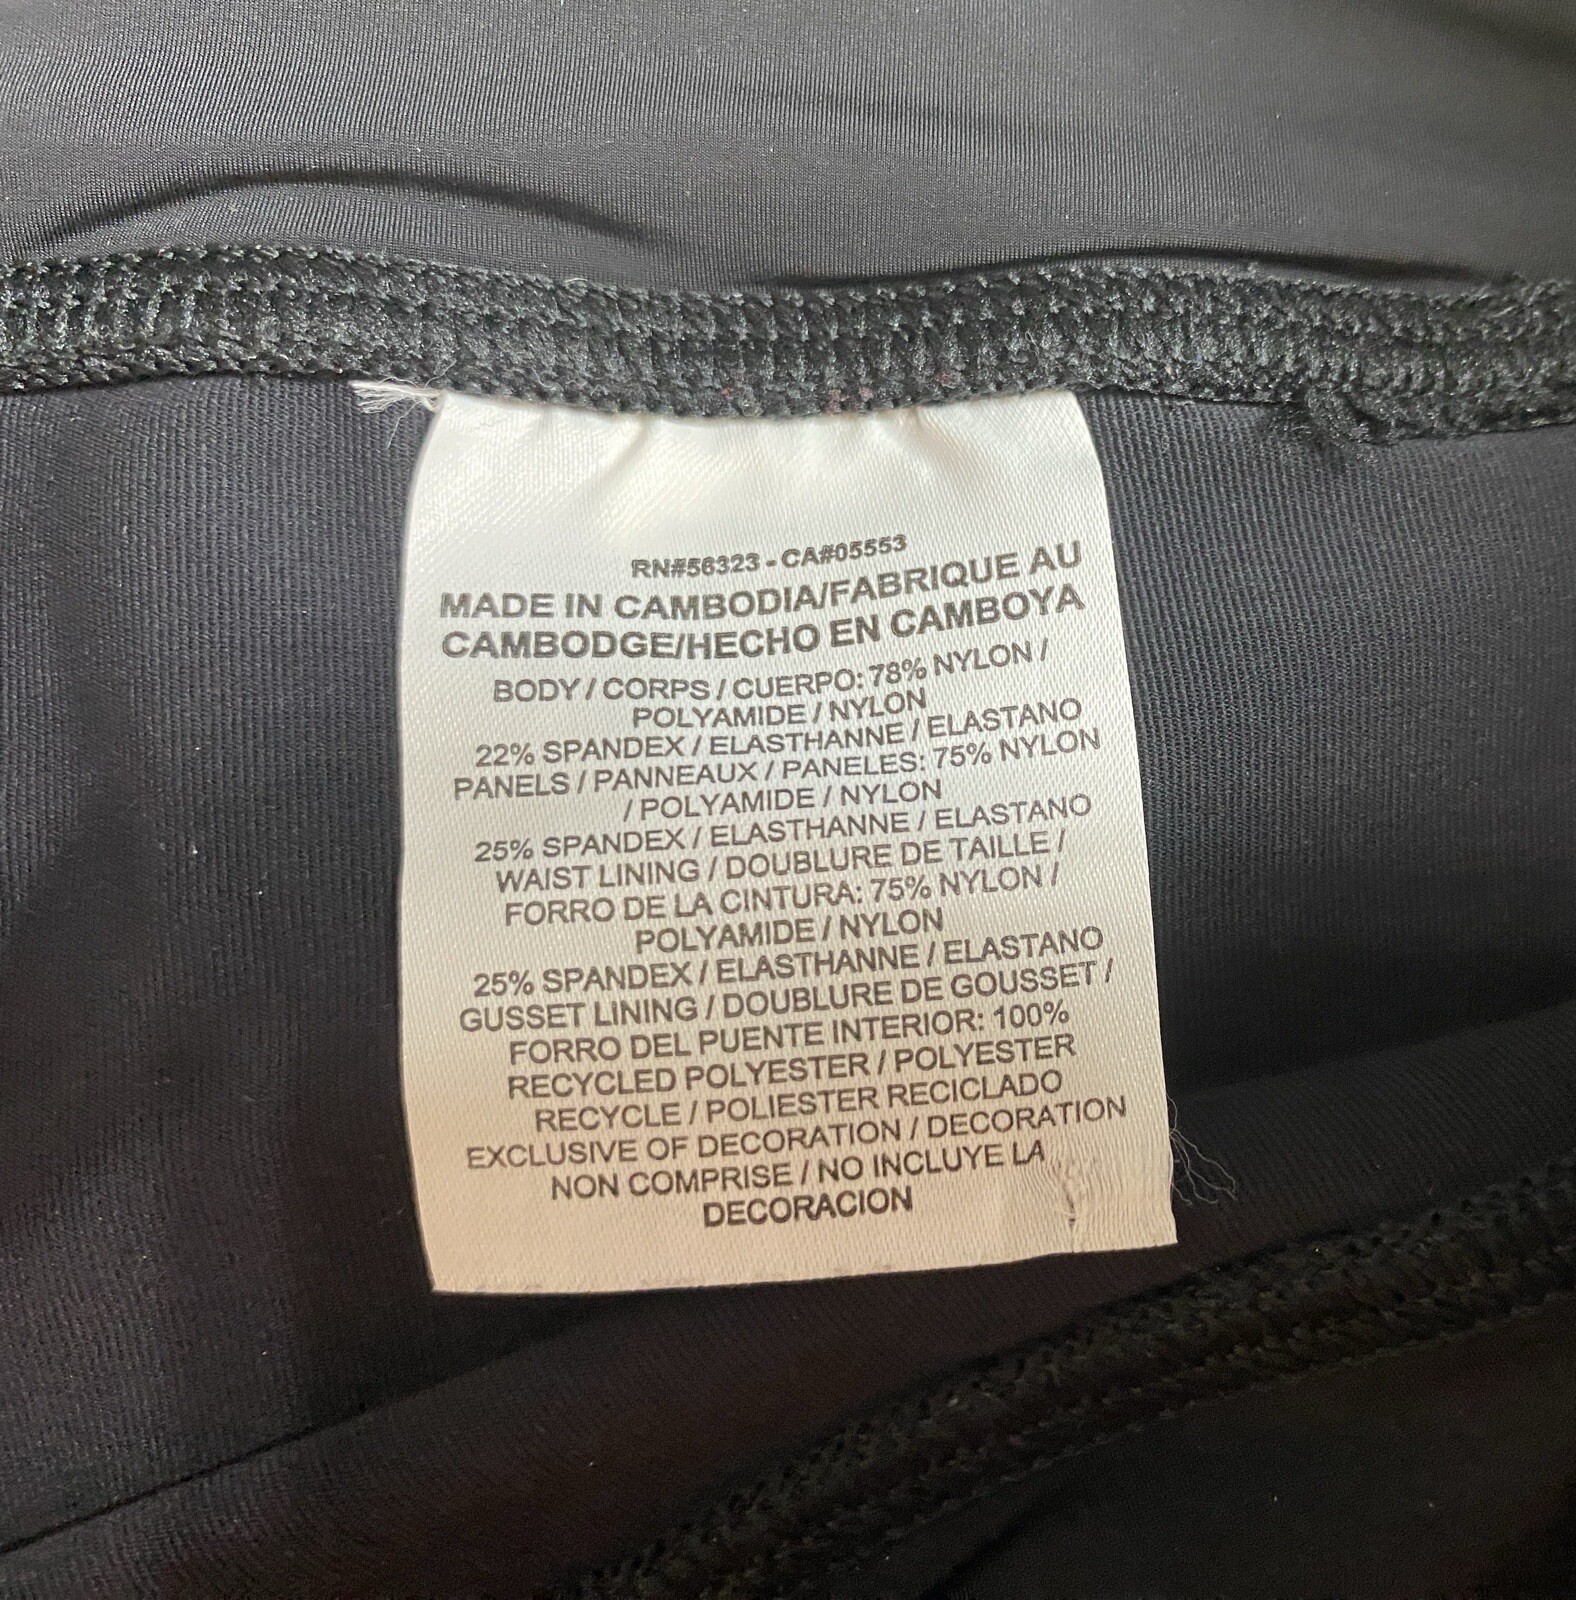 RN#56323 - CA#05553
MADE IN CAMBODIA/FABRIQUE AU
CAMBODGE/HECHO EN CAMBOYA
BODY / CORPS / CUERPO: 78% NYLON /
POLYAMIDE / NYLON
22% SPANDEX / ELASTHANNE / ELASTANO
PANELS / PANNEAUX / PANELES: 75% NYLON
/ POLYAMIDE / NYLON
25% SPANDEX / ELASTHANNE / ELASTANO
WAIST LINING / DOUBLURE DE TAILLE /
FORRO DE LA CINTURA: 75% NYLON /
POLYAMIDE / NYLON
25% SPANDEX / ELASTHANNE / ELASTANO
GUSSET LINING / DOUBLURE DE GOUSSET /
FORRO DEL PUENTE INTERIOR: 100%
RECYCLED POLYESTER / POLYESTER
RECYCLE / POLIESTER RECICLADO
EXCLUSIVE OF DECORATION / DECORATION
NON COMPRISE / NO INCLUYE LA
DECORACION